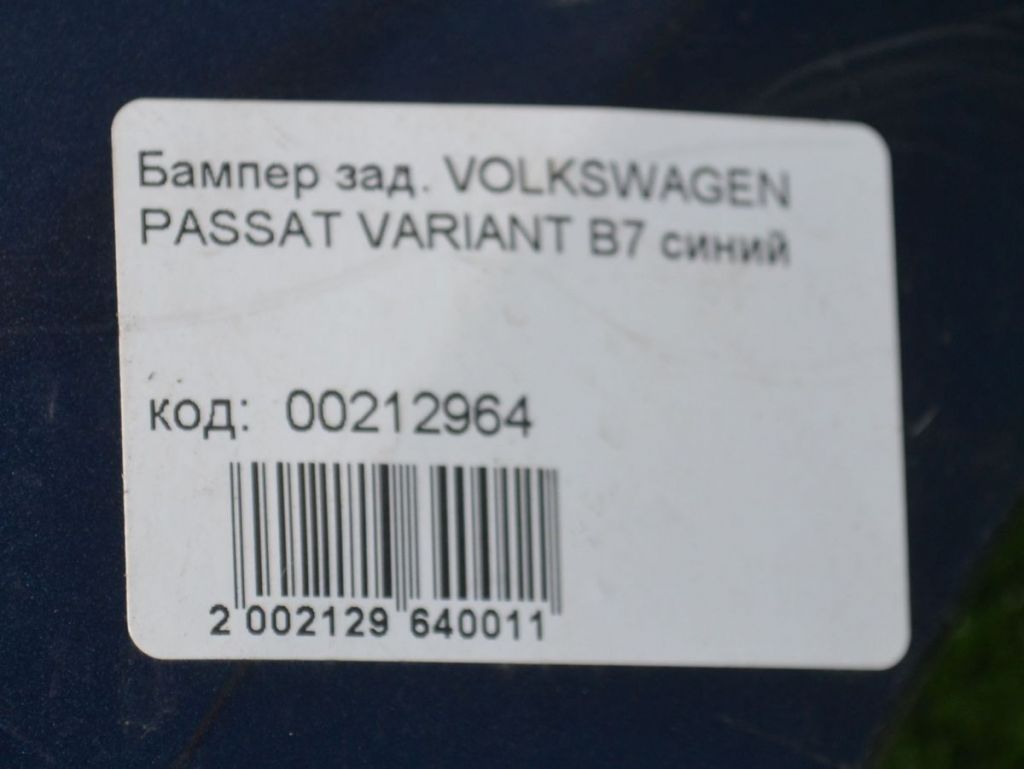 Бампер зад. VOLKSWAGEN
PASSAT VARIANT B7 синий
код: 00212964
2 002129 640011